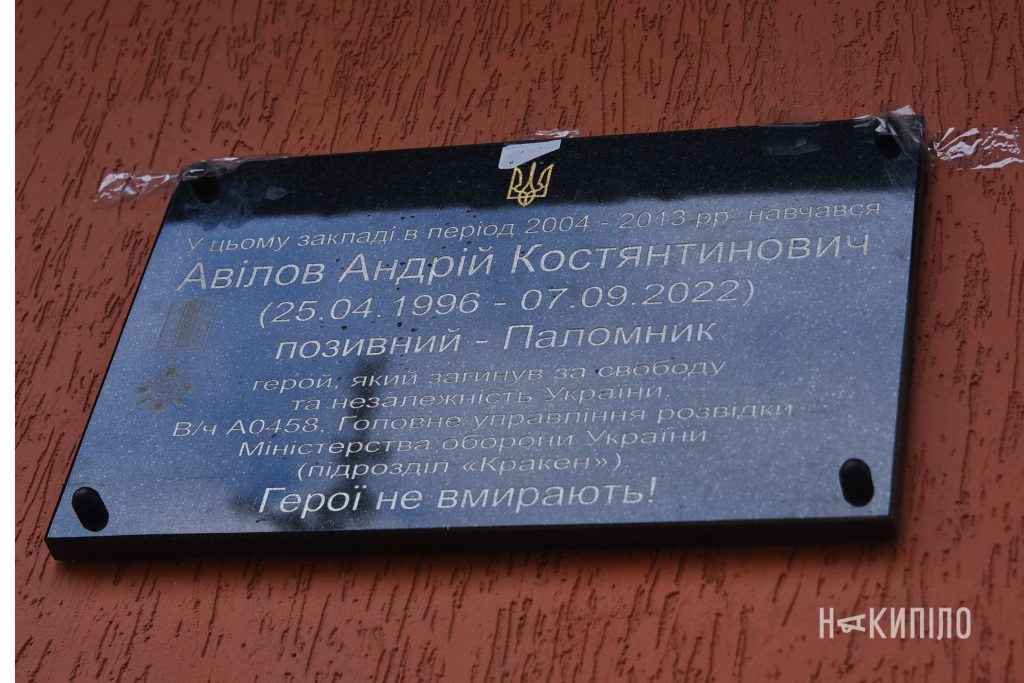 У цьому закладі в період 2004 - 2013 рр. навчався
Авілов Андрій Костянтинович
(25.04.1996 - 07.09.2022)
позивний - Паломник
герой, який загинув за свободу
та незалежність України.
В/ч А0458, Головне управління розвідки
Міністерства оборони України
(підрозділ «Кракен»).
Герої не вмирають!
НАКИПІЛО